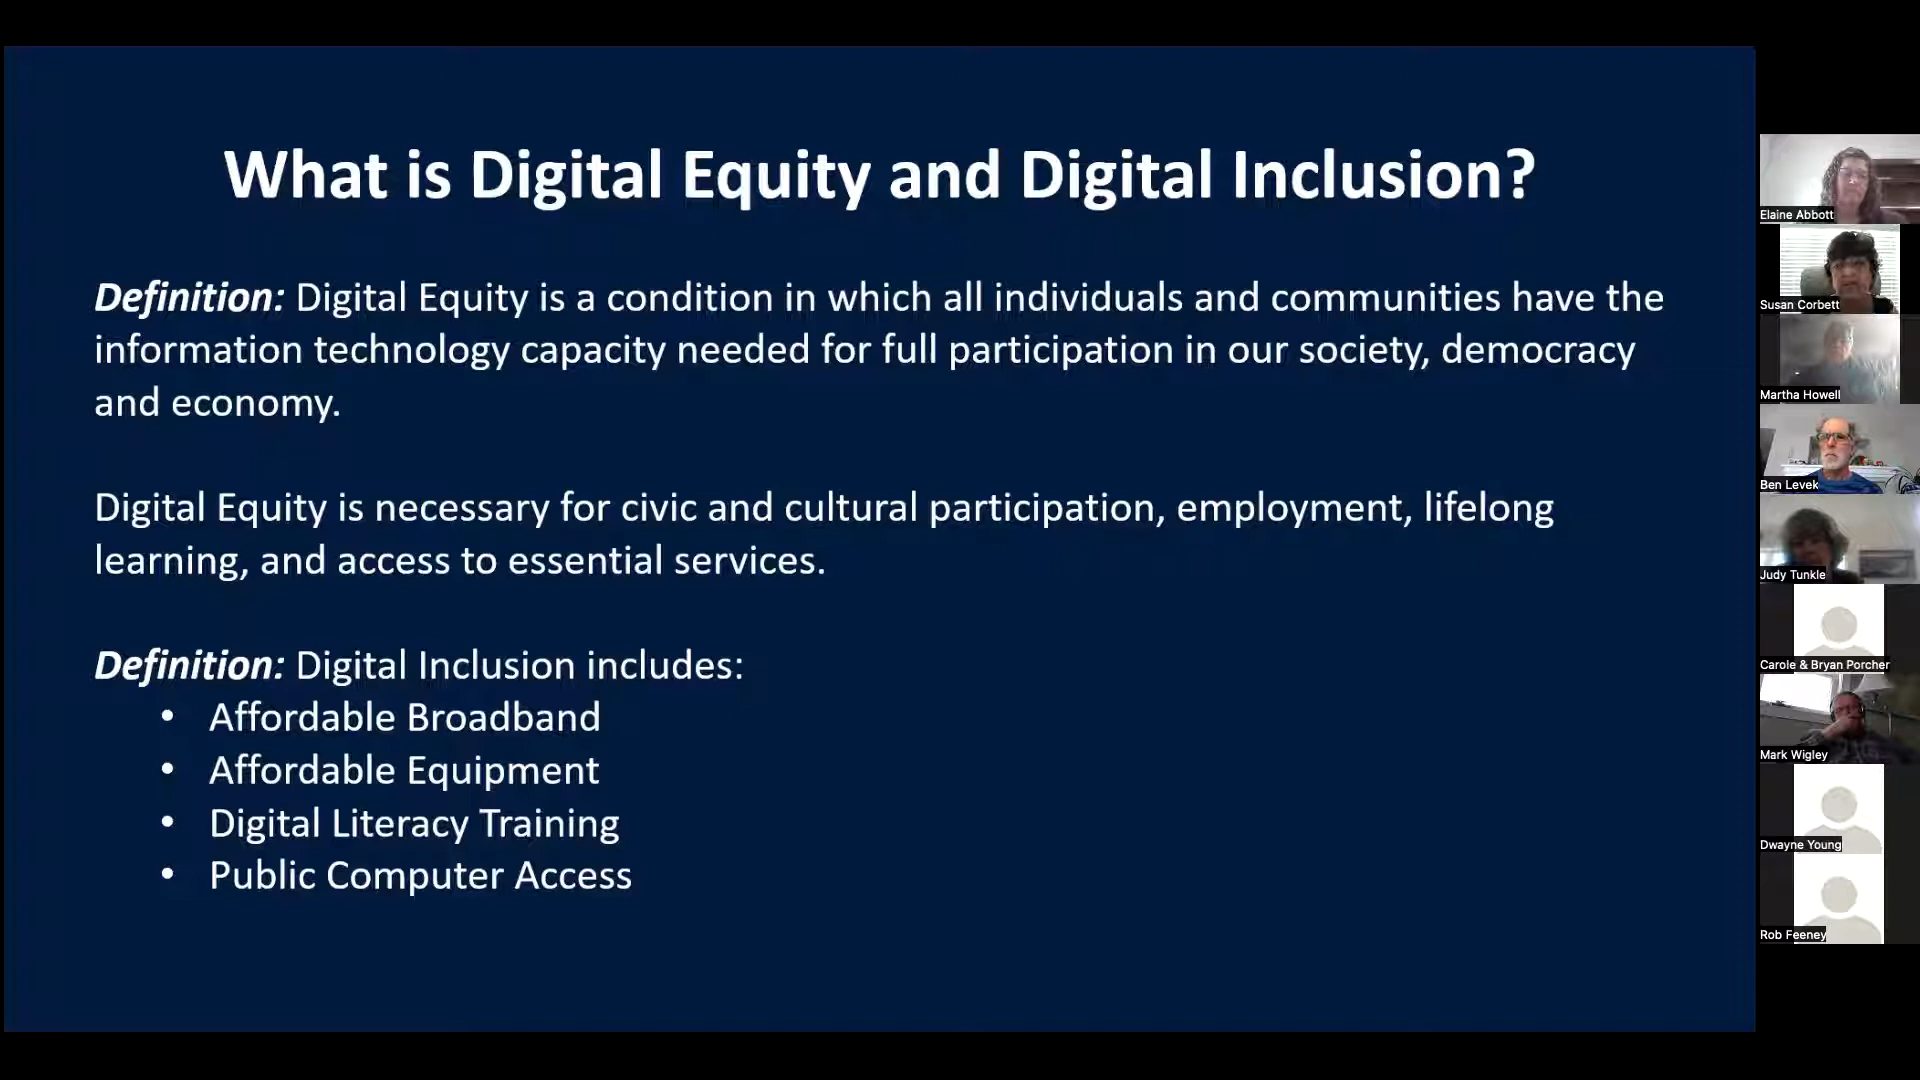 What is Digital Equity and Digital Inclusion?
Definition: Digital Equity is a condition in which all individuals and communities have the
information technology capacity needed for full participation in our society, democracy
and economy.
Digital Equity is necessary for civic and cultural participation, employment, lifelong
learning, and access to essential services.
Definition: Digital Inclusion includes:
• Affordable Broadband
• Affordable Equipment
• Digital Literacy Training
• Public Computer Access
Elaine Abbott
Susan Corbett
Martha Howell
Ben Levek
Judy Tunkle
Carole & Bryan Porcher
Mark Wigley
Dwayne Young
Rob Feeney